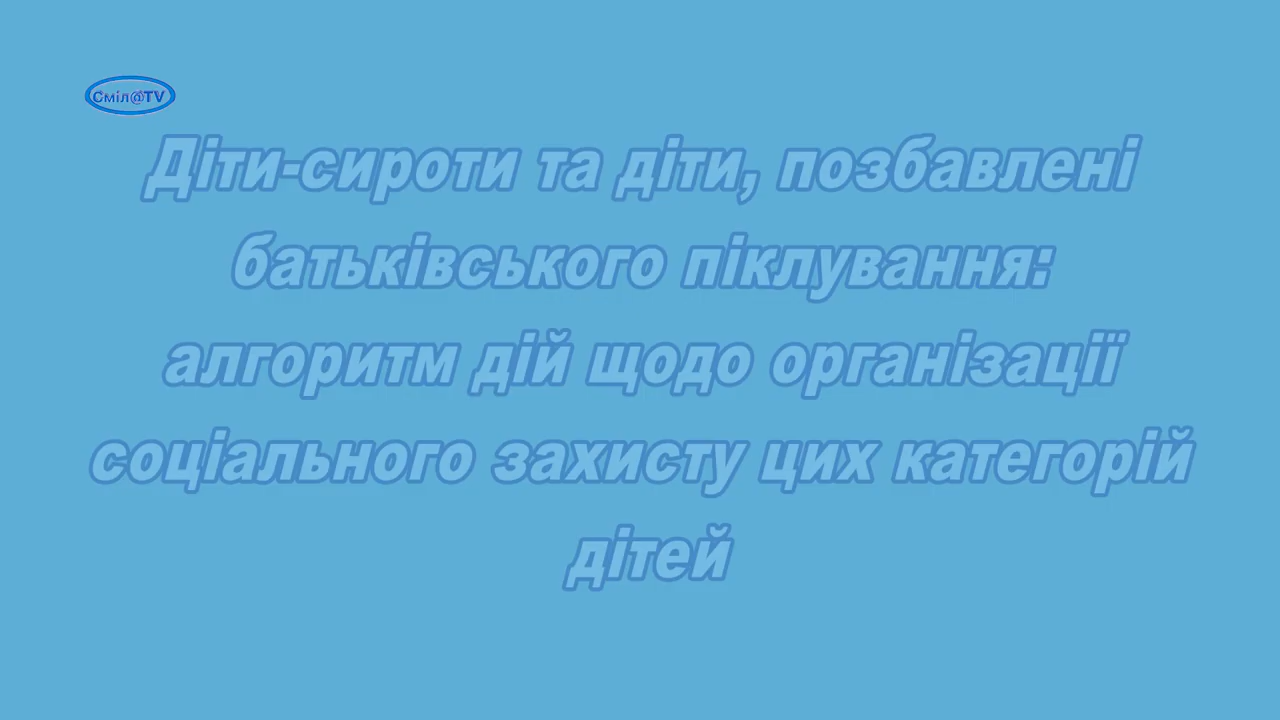 Сміл@TV
Діти-сироти та діти, позбавлені
батьківського піклування:
алгоритм дій щодо організації
соціального захисту цих категорій
дітей